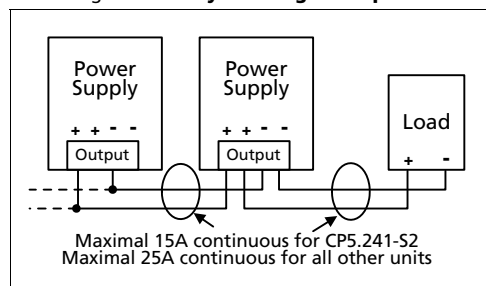 Power Supply
+ + - -
Output
Power Supply
+ + - -
Output
Load
+ -
Maximal 15A continuous for CP5.241-S2
Maximal 25A continuous for all other units